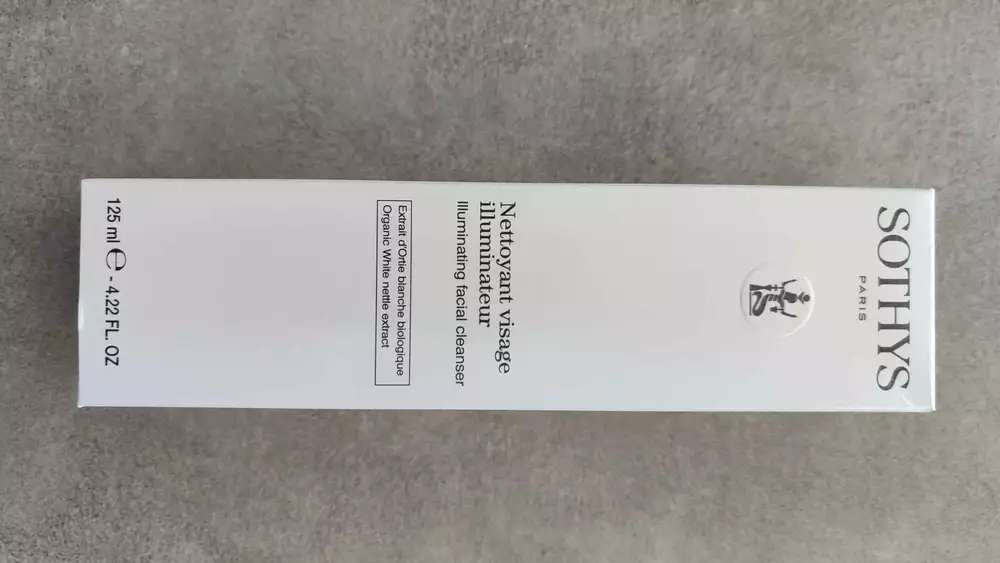 SOTHYS
PARIS
Nettoyant visage
illuminateur
Illuminating facial cleanser
Extrait d'Ortie blanche biologique
Organic White nettle extract
125 ml ℮ - 4.22 FL. OZ